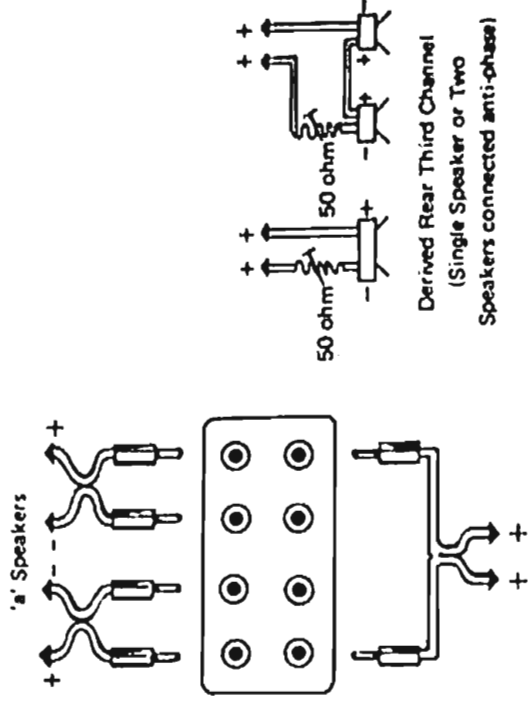 'a' Speakers
+ - - +
+ +
50 ohm
+ +
- +
50 ohm
+ +
- + + -
Derived Rear Third Channel
(Single Speaker or Two
Speakers connected anti-phase)